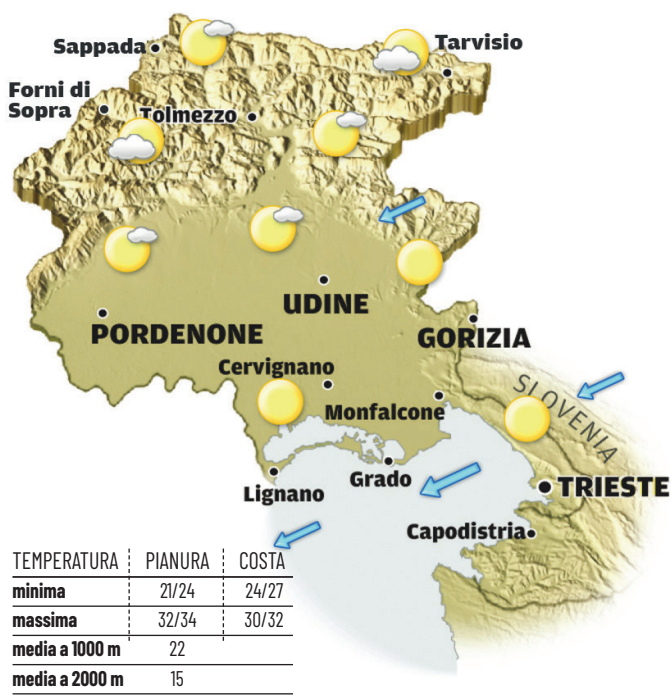 Sappada
Tarvisio
Forni di
Sopra
Tolmezzo
UDINE
PORDENONE
GORIZIA
Cervignano
SLOVENIA
Monfalcone
Lignano
Grado
TRIESTE
Capodistria
TEMPERATURA PIANURA COSTA
minima 21/24 24/27
massima 32/34 30/32
media a 1000 m 22
media a 2000 m 15